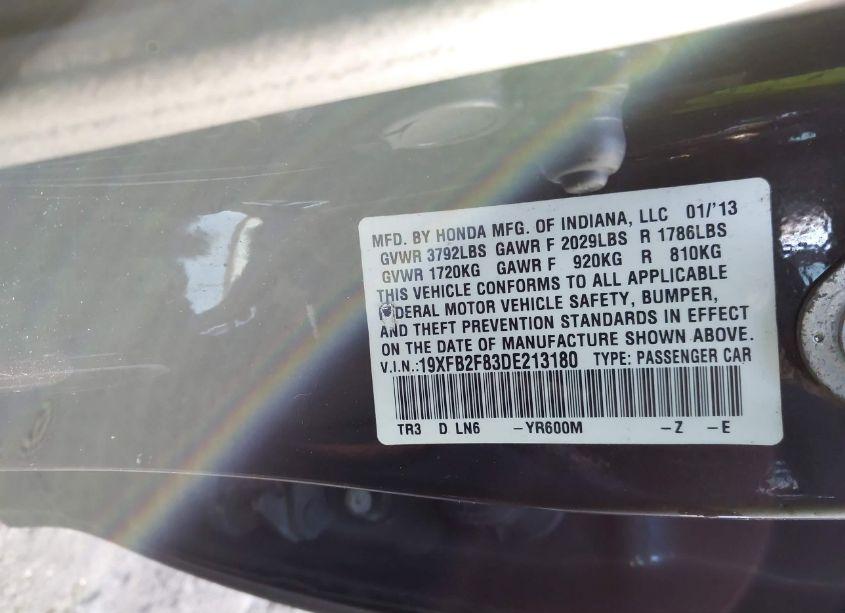 MFD. BY HONDA MFG. OF INDIANA, LLC 01/'13
GVWR 3792LBS GAWR F 2029LBS R 1786LBS
GVWR 1720KG GAWR F 920KG R 810KG
THIS VEHICLE CONFORMS TO ALL APPLICABLE
FEDERAL MOTOR VEHICLE SAFETY, BUMPER,
AND THEFT PREVENTION STANDARDS IN EFFECT
ON THE DATE OF MANUFACTURE SHOWN ABOVE.
V.I.N.:19XFB2F83DE213180 TYPE: PASSENGER CAR
TR3 D LN6 -YR600M -Z -E